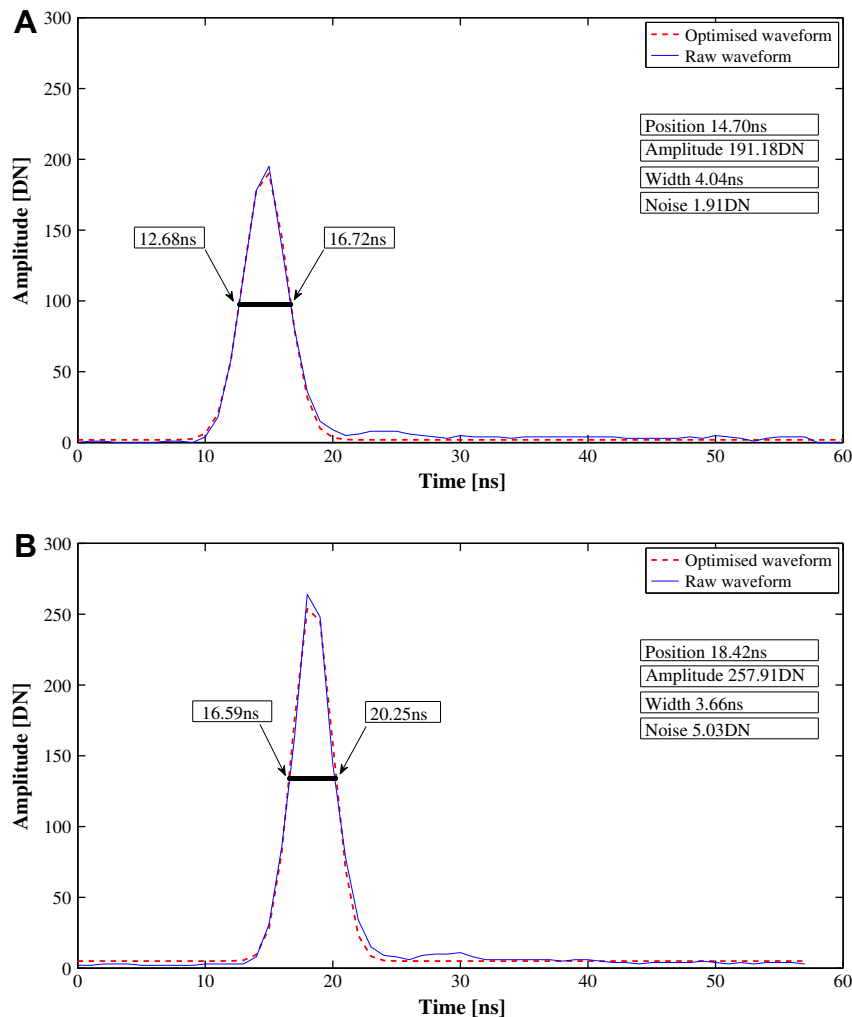 A
300
250
200
150
100
50
0
Amplitude [DN]
Optimised waveform
Raw waveform
Position 14.70ns
Amplitude 191.18DN
Width 4.04ns
Noise 1.91DN
12.68ns
16.72ns
0 10 20 30 40 50 60
Time [ns]
B
300
250
200
150
100
50
0
Amplitude [DN]
Optimised waveform
Raw waveform
Position 18.42ns
Amplitude 257.91DN
Width 3.66ns
Noise 5.03DN
16.59ns
20.25ns
0 10 20 30 40 50 60
Time [ns]